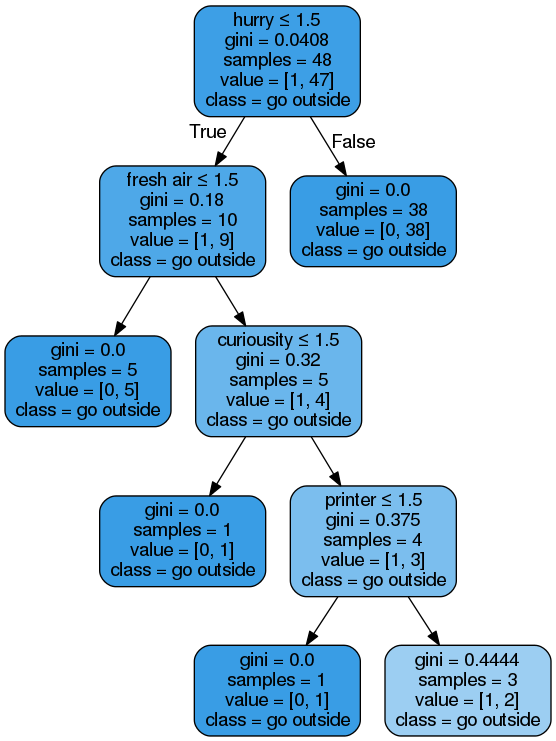 hurry ≤ 1.5
gini = 0.0408
samples = 48
value = [1, 47]
class = go outside
True
False
fresh air ≤ 1.5
gini = 0.18
samples = 10
value = [1, 9]
class = go outside
gini = 0.0
samples = 38
value = [0, 38]
class = go outside
gini = 0.0
samples = 5
value = [0, 5]
class = go outside
curiousity ≤ 1.5
gini = 0.32
samples = 5
value = [1, 4]
class = go outside
gini = 0.0
samples = 1
value = [0, 1]
class = go outside
printer ≤ 1.5
gini = 0.375
samples = 4
value = [1, 3]
class = go outside
gini = 0.0
samples = 1
value = [0, 1]
class = go outside
gini = 0.4444
samples = 3
value = [1, 2]
class = go outside